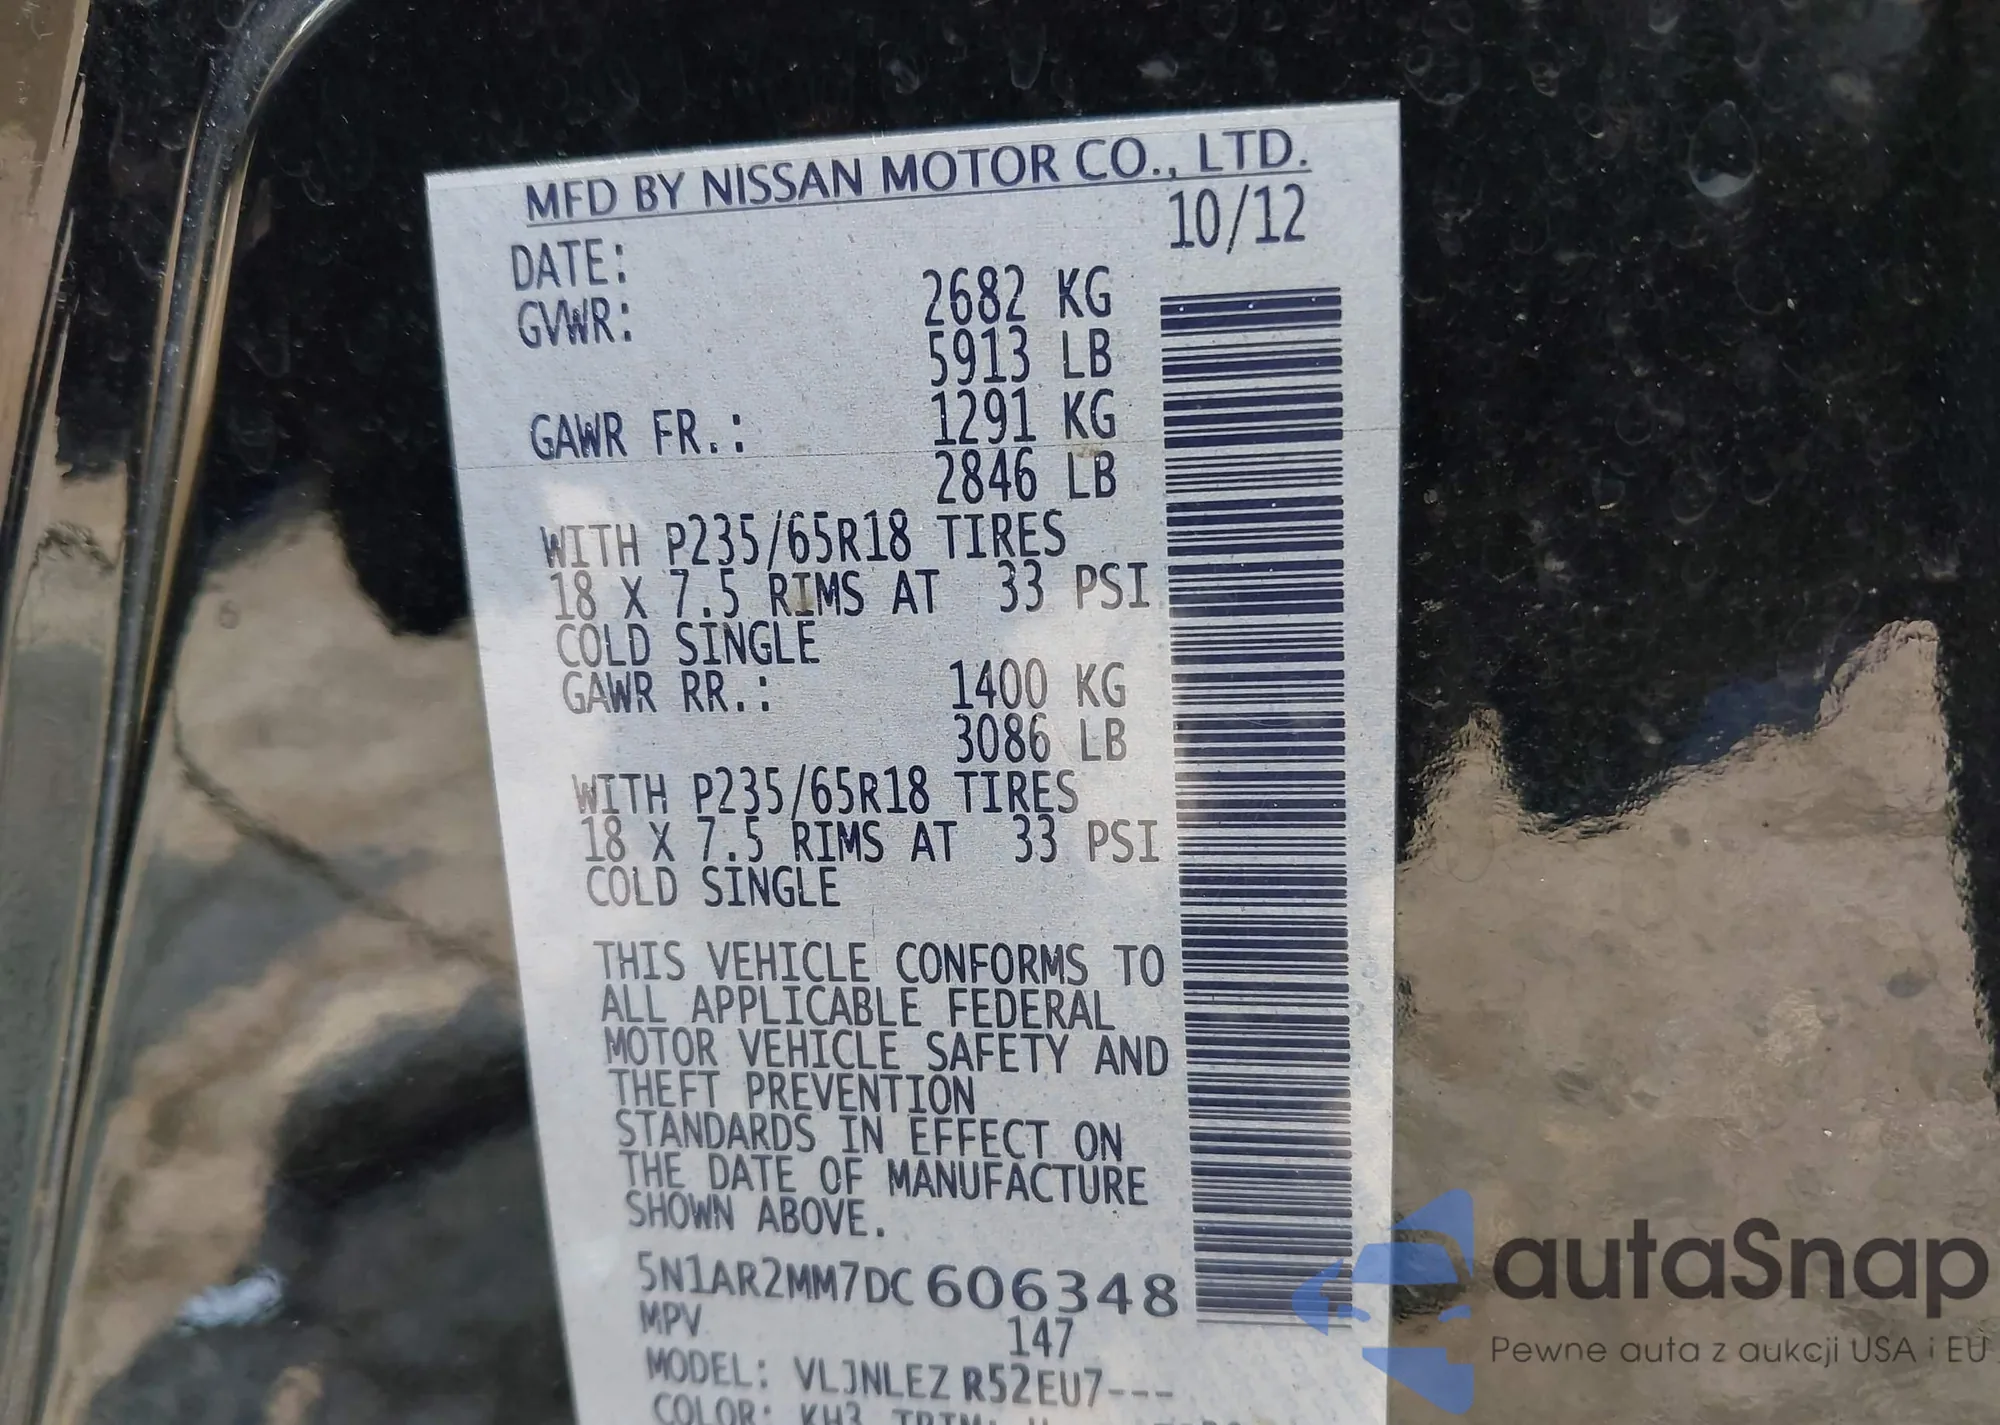 MFD BY NISSAN MOTOR CO., LTD.
DATE: 10/12
GVWR: 2682 KG
5913 LB
GAWR FR.: 1291 KG
2846 LB
WITH P235/65R18 TIRES
18 X 7.5 RIMS AT 33 PSI
COLD SINGLE
GAWR RR.: 1400 KG
3086 LB
WITH P235/65R18 TIRES
18 X 7.5 RIMS AT 33 PSI
COLD SINGLE
THIS VEHICLE CONFORMS TO
ALL APPLICABLE FEDERAL
MOTOR VEHICLE SAFETY AND
THEFT PREVENTION
STANDARDS IN EFFECT ON
THE DATE OF MANUFACTURE
SHOWN ABOVE.
5N1AR2MM7DC606348
MPV 147
MODEL: VLJNLEZ R52EU7---
COLOR: KH3 TRIM:
autaSnap
Pewne auta z aukcji USA i EU